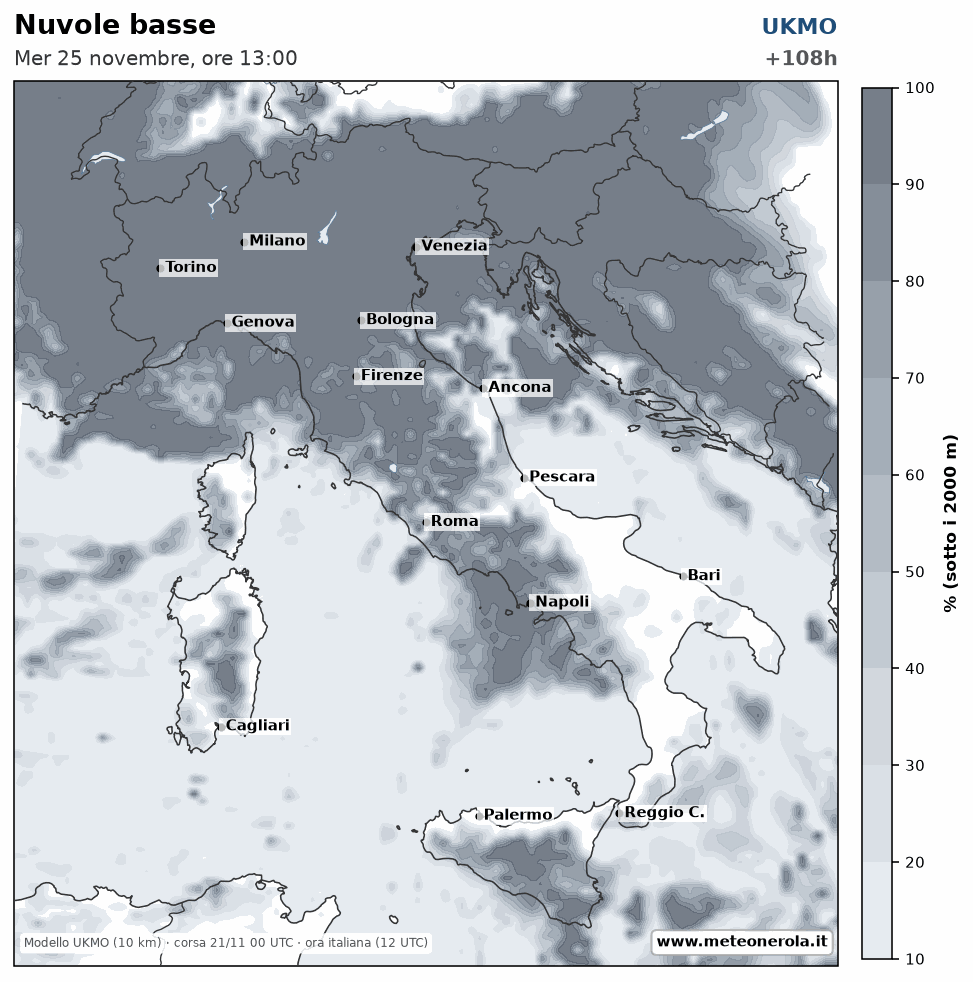 Nuvole basse
UKMO
Mer 25 novembre, ore 13:00
+108h
100
90
80
70
60
50
40
30
20
10
% (sotto i 2000 m)
Milano
Venezia
Torino
Genova
Bologna
Firenze
Ancona
Pescara
Roma
Bari
Napoli
Cagliari
Palermo
Reggio C.
Modello UKMO (10 km) · corsa 21/11 00 UTC · ora italiana (12 UTC)
www.meteonerola.it